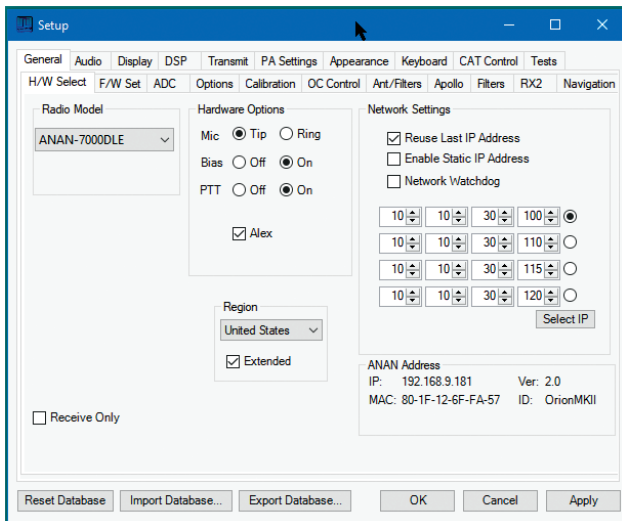 Setup
General Audio Display DSP Transmit PA Settings Appearance Keyboard CAT Control Tests
H/W Select F/W Set ADC Options Calibration OC Control Ant/Filters Apollo Filters RX2 Navigation
Radio Model
ANAN-7000DLE
Hardware Options
Mic Tip Ring
Bias Off On
PTT Off On
Alex
Region
United States
Extended
Network Settings
Reuse Last IP Address
Enable Static IP Address
Network Watchdog
10 10 30 100
10 10 30 110
10 10 30 115
10 10 30 120
Select IP
ANAN Address
IP: 192.168.9.181 Ver: 2.0
MAC: 80-1F-12-6F-FA-57 ID: OrionMKII
Receive Only
Reset Database Import Database... Export Database... OK Cancel Apply